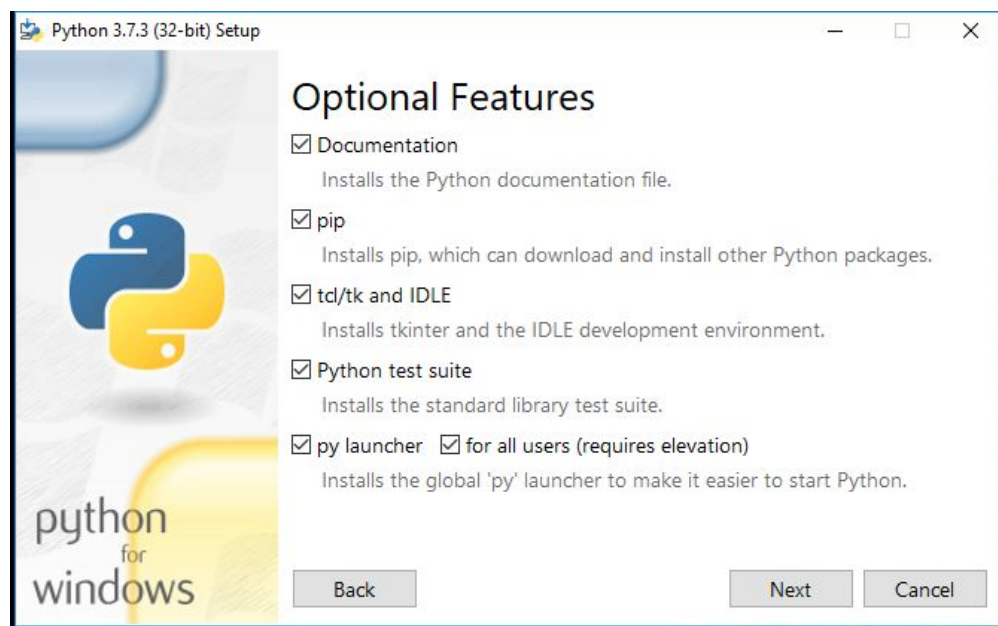 Python 3.7.3 (32-bit) Setup
Optional Features
Documentation
Installs the Python documentation file.
pip
Installs pip, which can download and install other Python packages.
tcl/tk and IDLE
Installs tkinter and the IDLE development environment.
Python test suite
Installs the standard library test suite.
py launcher for all users (requires elevation)
Installs the global 'py' launcher to make it easier to start Python.
python
for
windows
Back Next Cancel